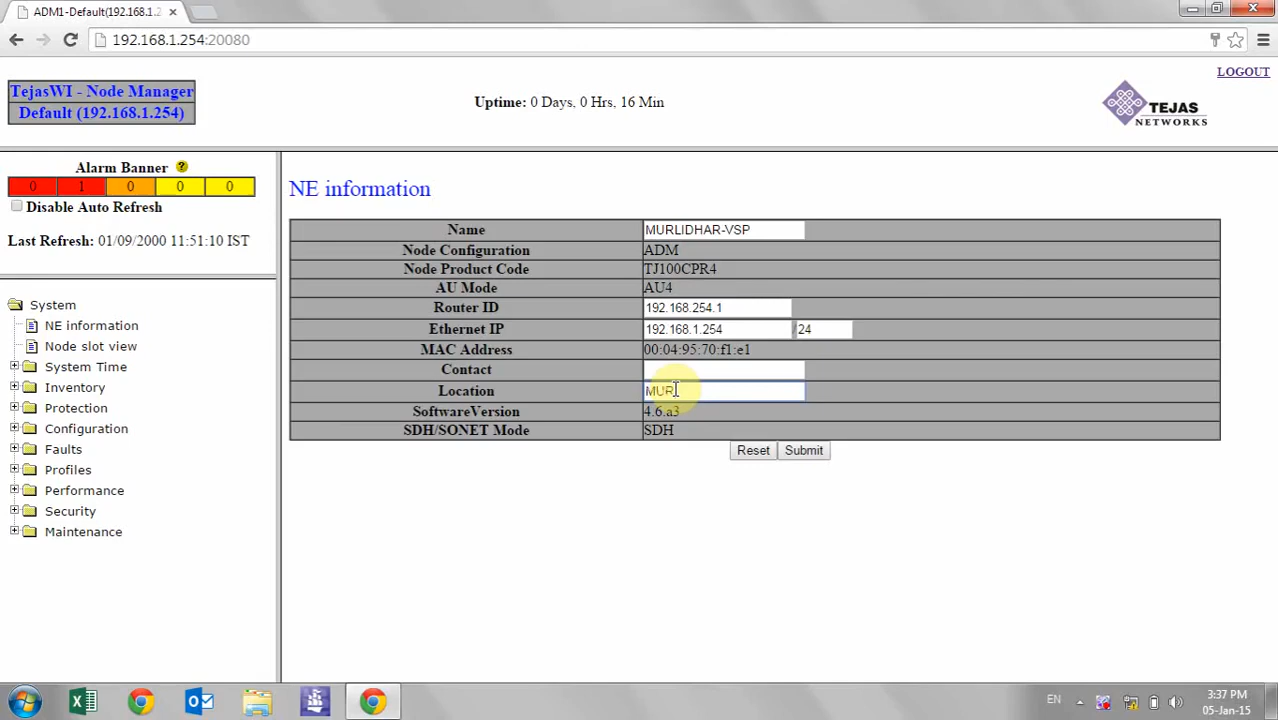 ADM1-Default(192.168.1.2
192.168.1.254:20080
LOGOUT
TejasWI - Node Manager
Default (192.168.1.254)
Uptime: 0 Days, 0 Hrs, 16 Min
TEJAS
NETWORKS
Alarm Banner ?
0 1 0 0 0
Disable Auto Refresh
Last Refresh: 01/09/2000 11:51:10 IST
System
NE information
Node slot view
System Time
Inventory
Protection
Configuration
Faults
Profiles
Performance
Security
Maintenance
NE information
Name MURLIDHAR-VSP
Node Configuration ADM
Node Product Code TJ100CPR4
AU Mode AU4
Router ID 192.168.254.1
Ethernet IP 192.168.1.254 /24
MAC Address 00:04:95:70:f1:e1
Contact
Location MUR
SoftwareVersion 4.6.a3
SDH/SONET Mode SDH
Reset Submit
EN
3:37 PM
05-Jan-15